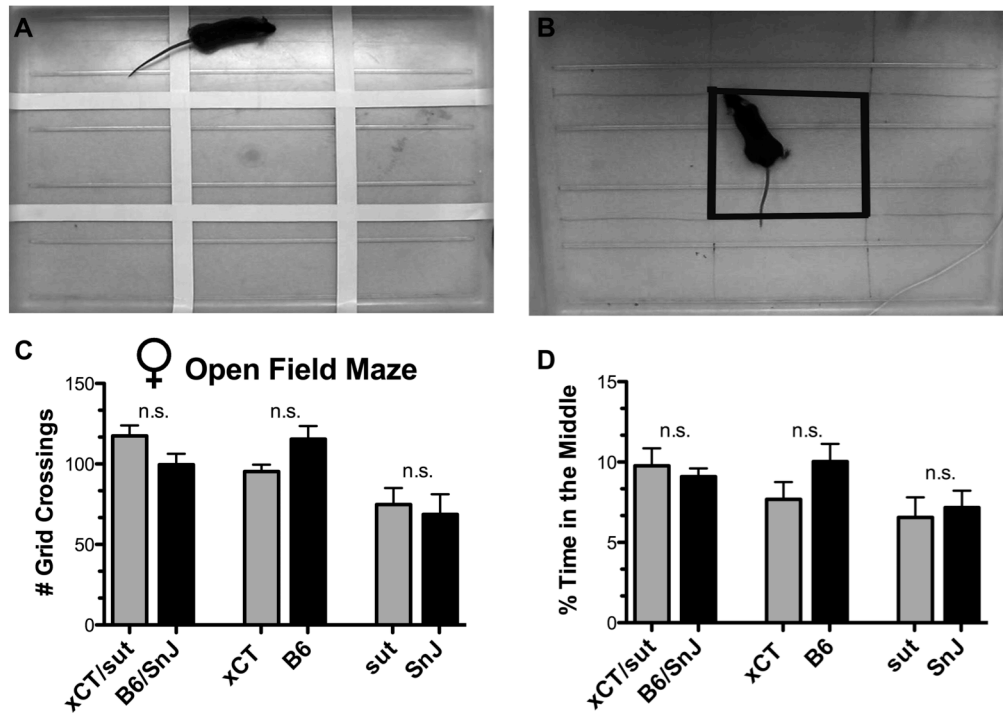 A
B
C
♀ Open Field Maze
# Grid Crossings
150
100
50
0
n.s.
n.s.
n.s.
xCT/sut
B6/SnJ
xCT
B6
sut
SnJ
D
% Time in the Middle
15
10
5
0
n.s.
n.s.
n.s.
xCT/sut
B6/SnJ
xCT
B6
sut
SnJ